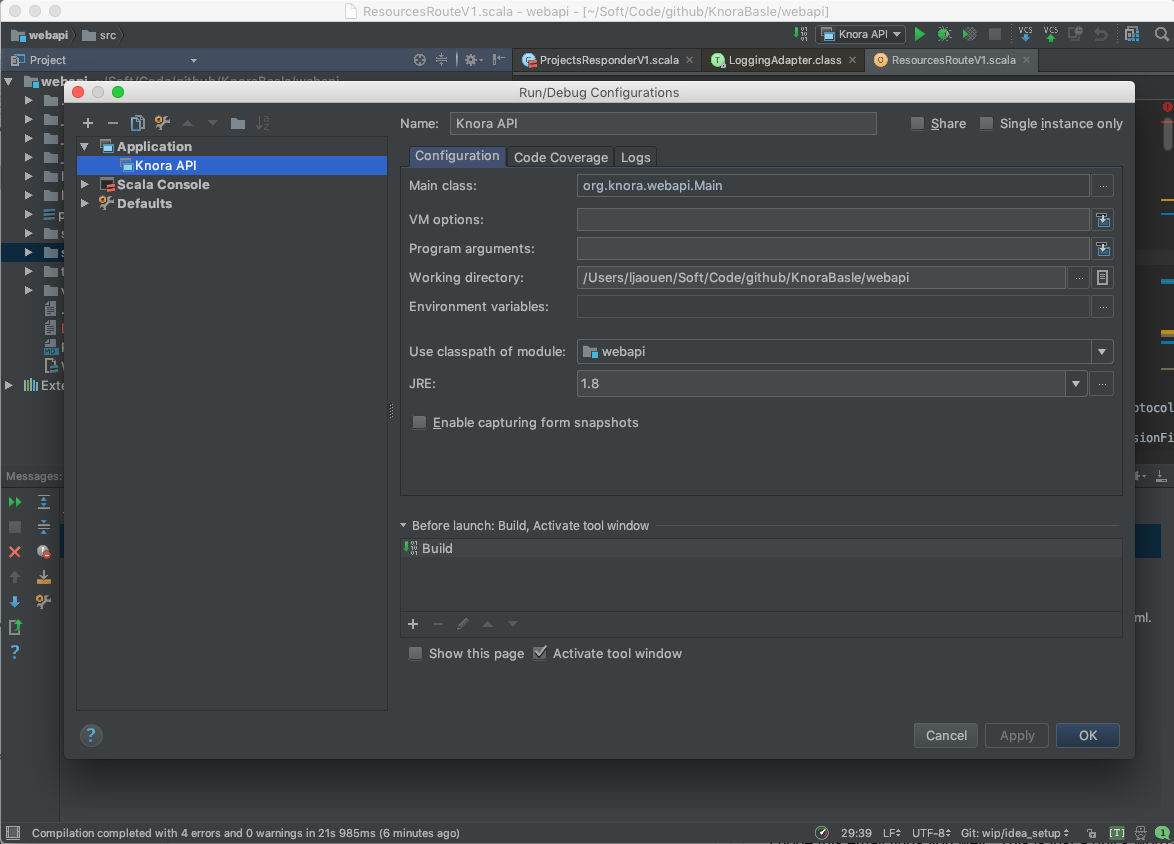 ResourcesRouteV1.scala - webapi - [~/Soft/Code/github/KnoraBasle/webapi]
webapi src
Knora API
VCS VCS
Project
ProjectsResponderV1.scala
LoggingAdapter.class
ResourcesRouteV1.scala
webapi ~/Soft/Code/github/KnoraBasle/webapi
Run/Debug Configurations
Name: Knora API
Share
Single instance only
Application
Knora API
Scala Console
Defaults
Configuration
Code Coverage
Logs
Main class: org.knora.webapi.Main
VM options:
Program arguments:
Working directory: /Users/ljaouen/Soft/Code/github/KnoraBasle/webapi
Environment variables:
Use classpath of module: webapi
JRE: 1.8
Enable capturing form snapshots
Exte
otocol
sionFi
Messages:
Before launch: Build, Activate tool window
Build
ml.
Show this page
Activate tool window
Cancel
Apply
OK
Compilation completed with 4 errors and 0 warnings in 21s 985ms (6 minutes ago)
29:39 LF UTF-8 Git: wip/idea_setup [T] 1